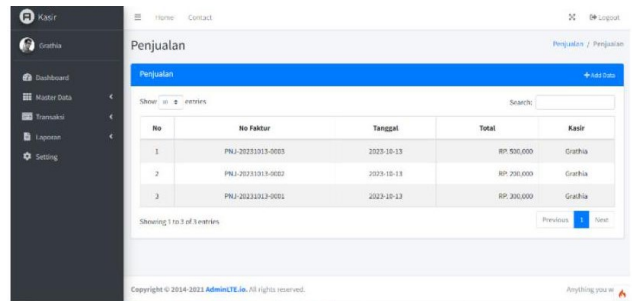 Kasir
Home Contact Logout
Grathia
Penjualan
Penjualan / Penjualan
Dashboard
Master Data
Transaksi
Laporan
Setting
Penjualan
Add Data
Show 10 entries
Search:
No No Faktur Tanggal Total Kasir
1 PNJ-20231013-0003 2023-10-13 RP. 500,000 Grathia
2 PNJ-20231013-0002 2023-10-13 RP. 200,000 Grathia
3 PNJ-20231013-0001 2023-10-13 RP. 300,000 Grathia
Showing 1 to 3 of 3 entries
Previous 1 Next
Copyright © 2014-2021 AdminLTE.io. All rights reserved.
Anything you w